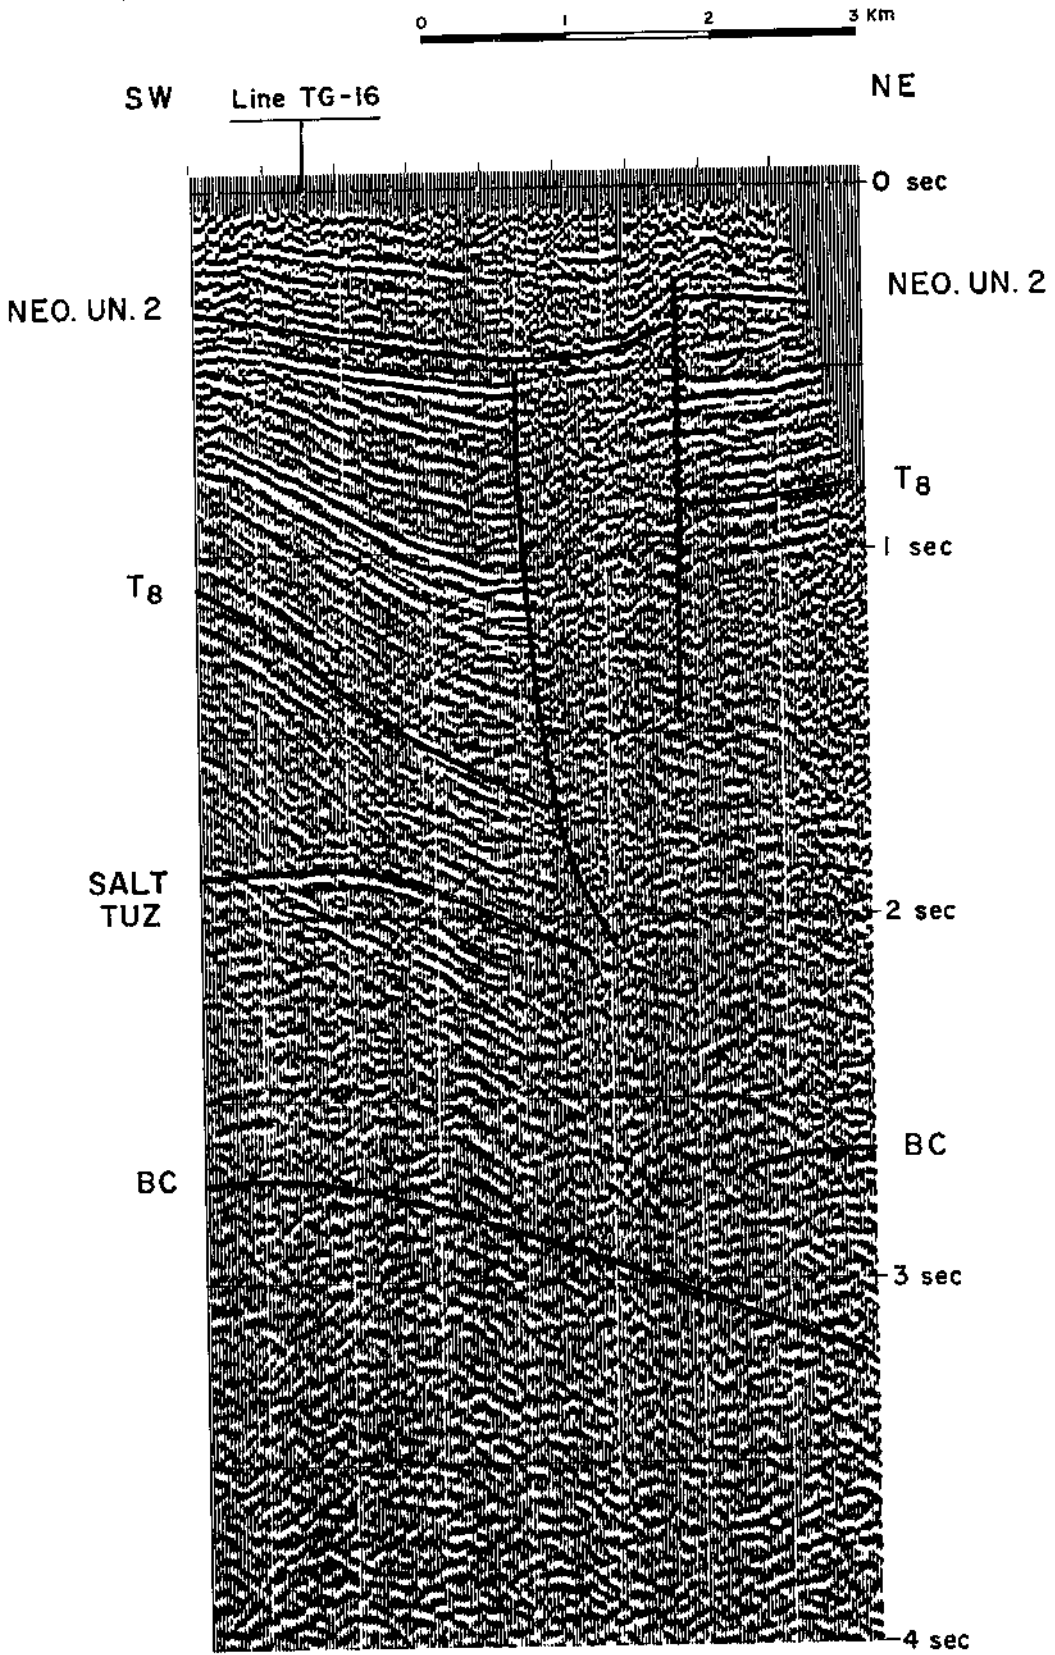 0 1 2 3 Km
SW
Line TG-16
NE
0 sec
NEO. UN. 2
NEO. UN. 2
T8
1 sec
T8
SALT
TUZ
2 sec
BC
BC
3 sec
4 sec